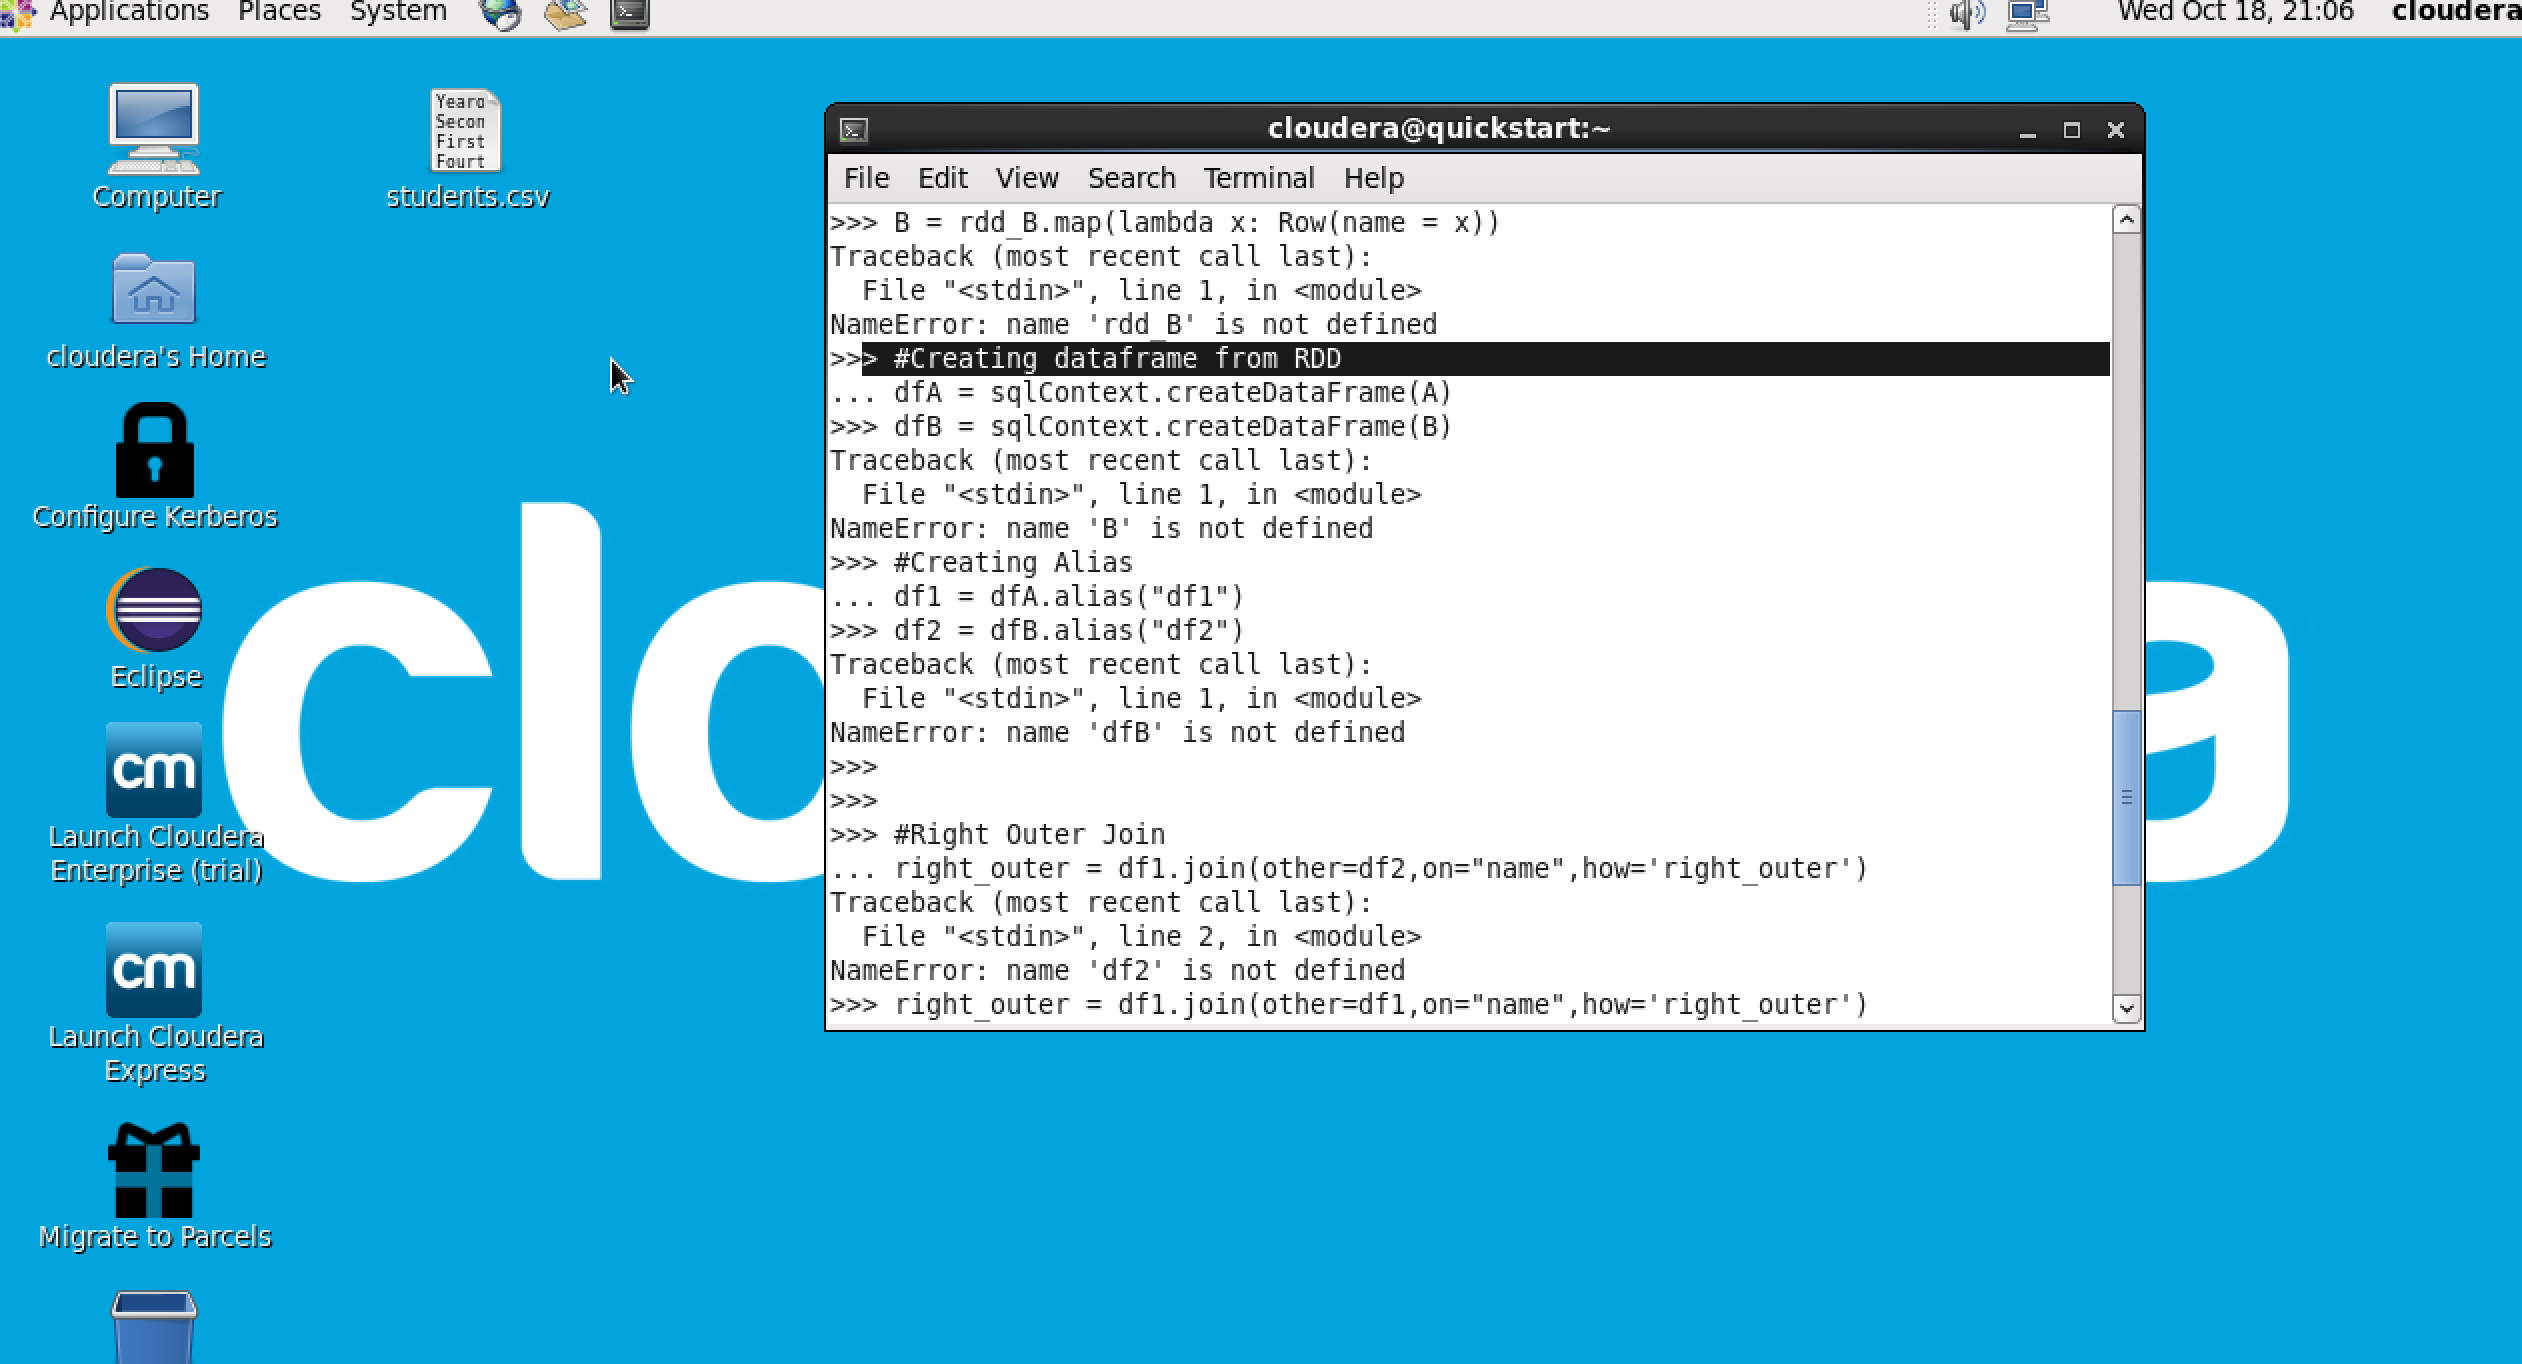 Applications Places System
Wed Oct 18, 21:06 cloudera
Computer
students.csv
Yearo
Secon
First
Fourt
cloudera's Home
Configure Kerberos
Eclipse
cm
Launch Cloudera
Enterprise (trial)
cm
Launch Cloudera
Express
Migrate to Parcels
clo
a
cloudera@quickstart:~
File Edit View Search Terminal Help
>>> B = rdd_B.map(lambda x: Row(name = x))
Traceback (most recent call last):
  File "<stdin>", line 1, in <module>
NameError: name 'rdd_B' is not defined
>>> #Creating dataframe from RDD
... dfA = sqlContext.createDataFrame(A)
>>> dfB = sqlContext.createDataFrame(B)
Traceback (most recent call last):
  File "<stdin>", line 1, in <module>
NameError: name 'B' is not defined
>>> #Creating Alias
... df1 = dfA.alias("df1")
>>> df2 = dfB.alias("df2")
Traceback (most recent call last):
  File "<stdin>", line 1, in <module>
NameError: name 'dfB' is not defined
>>>
>>>
>>> #Right Outer Join
... right_outer = df1.join(other=df2,on="name",how='right_outer')
Traceback (most recent call last):
  File "<stdin>", line 2, in <module>
NameError: name 'df2' is not defined
>>> right_outer = df1.join(other=df1,on="name",how='right_outer')